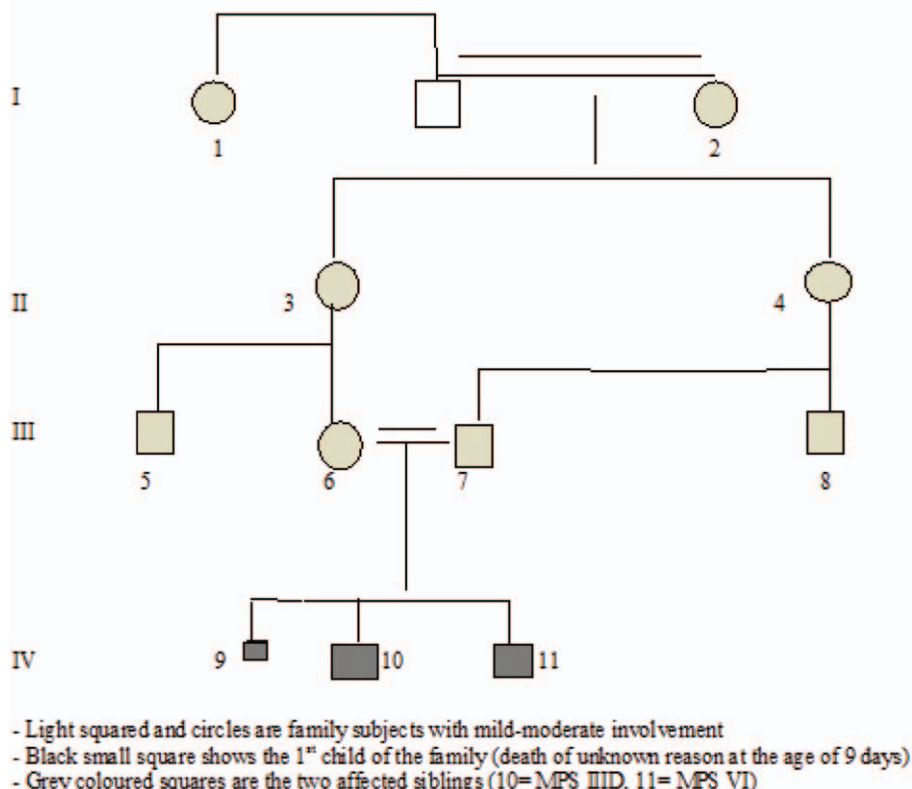 I
1
2
II
3
4
III
5
6
7
8
IV
9
10
11
- Light squared and circles are family subjects with mild-moderate involvement
- Black small square shows the 1st child of the family (death of unknown reason at the age of 9 days)
- Grey coloured squares are the two affected siblings (10= MPS IIID, 11= MPS VI)